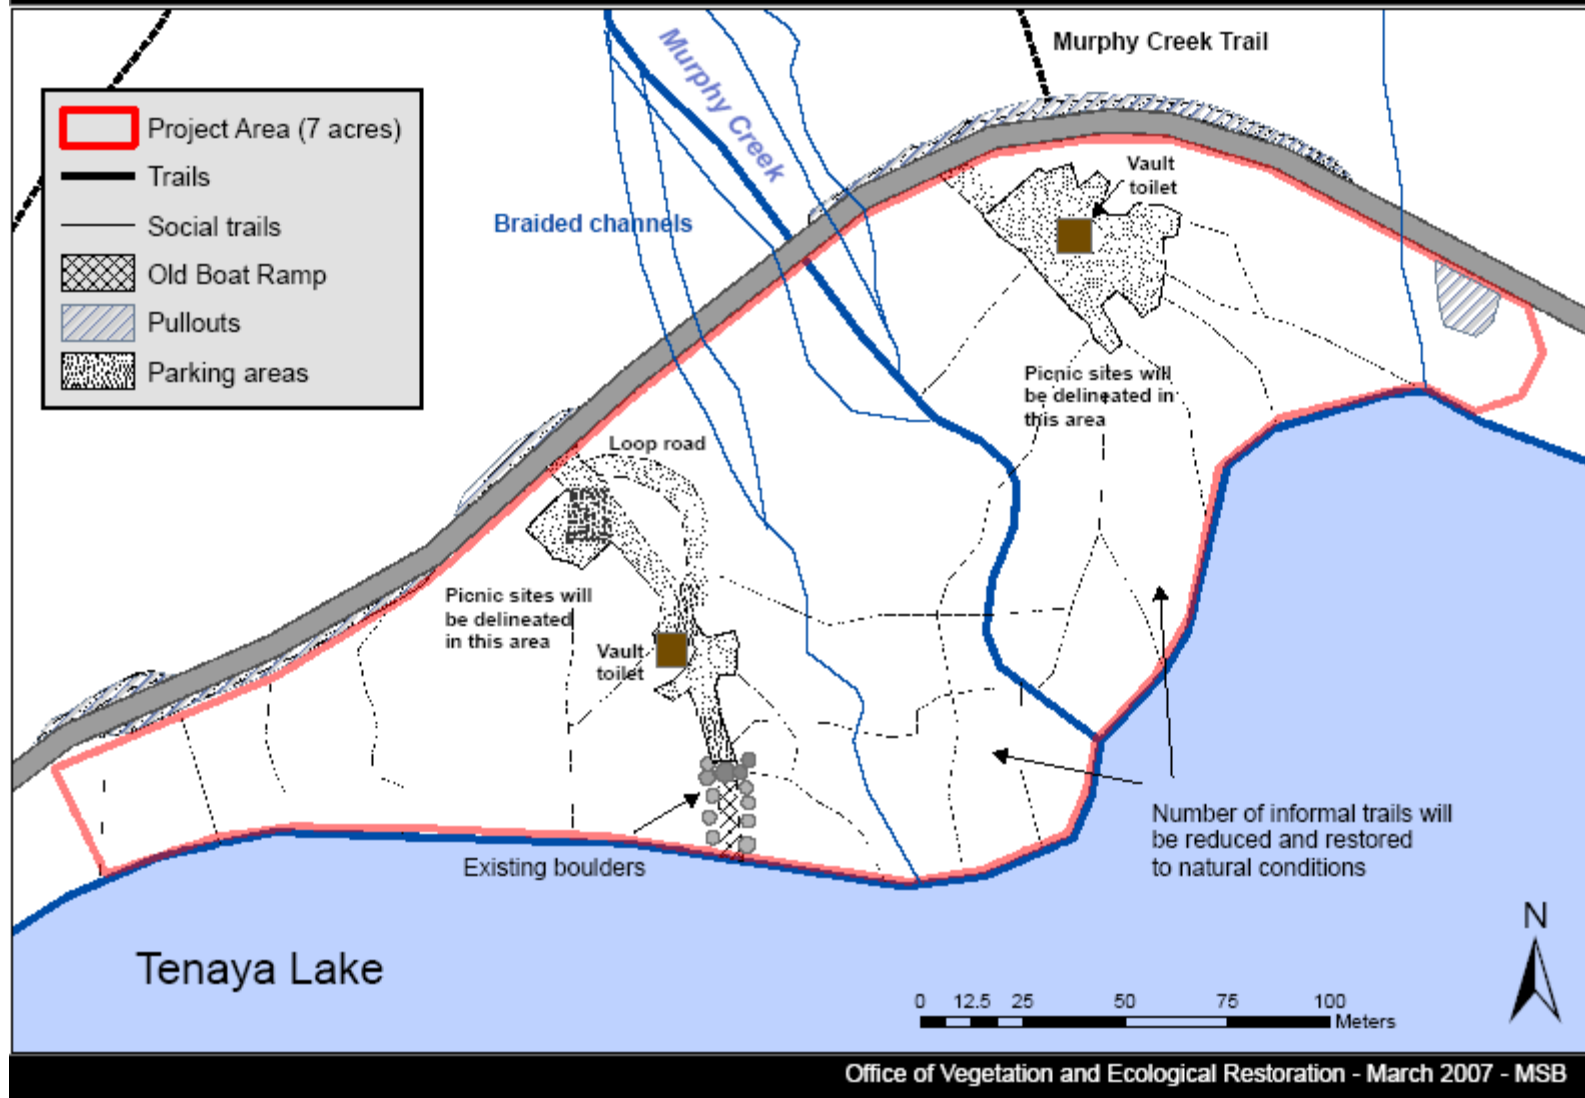 Murphy Creek Trail
Murphy Creek
Project Area (7 acres)
Trails
Social trails
Old Boat Ramp
Pullouts
Parking areas
Braided channels
Vault
toilet
Picnic sites will
be delineated in
this area
Loop road
Picnic sites will
be delineated
in this area
Vault
toilet
Existing boulders
Number of informal trails will
be reduced and restored
to natural conditions
Tenaya Lake
N
0 12.5 25 50 75 100
Meters
Office of Vegetation and Ecological Restoration - March 2007 - MSB